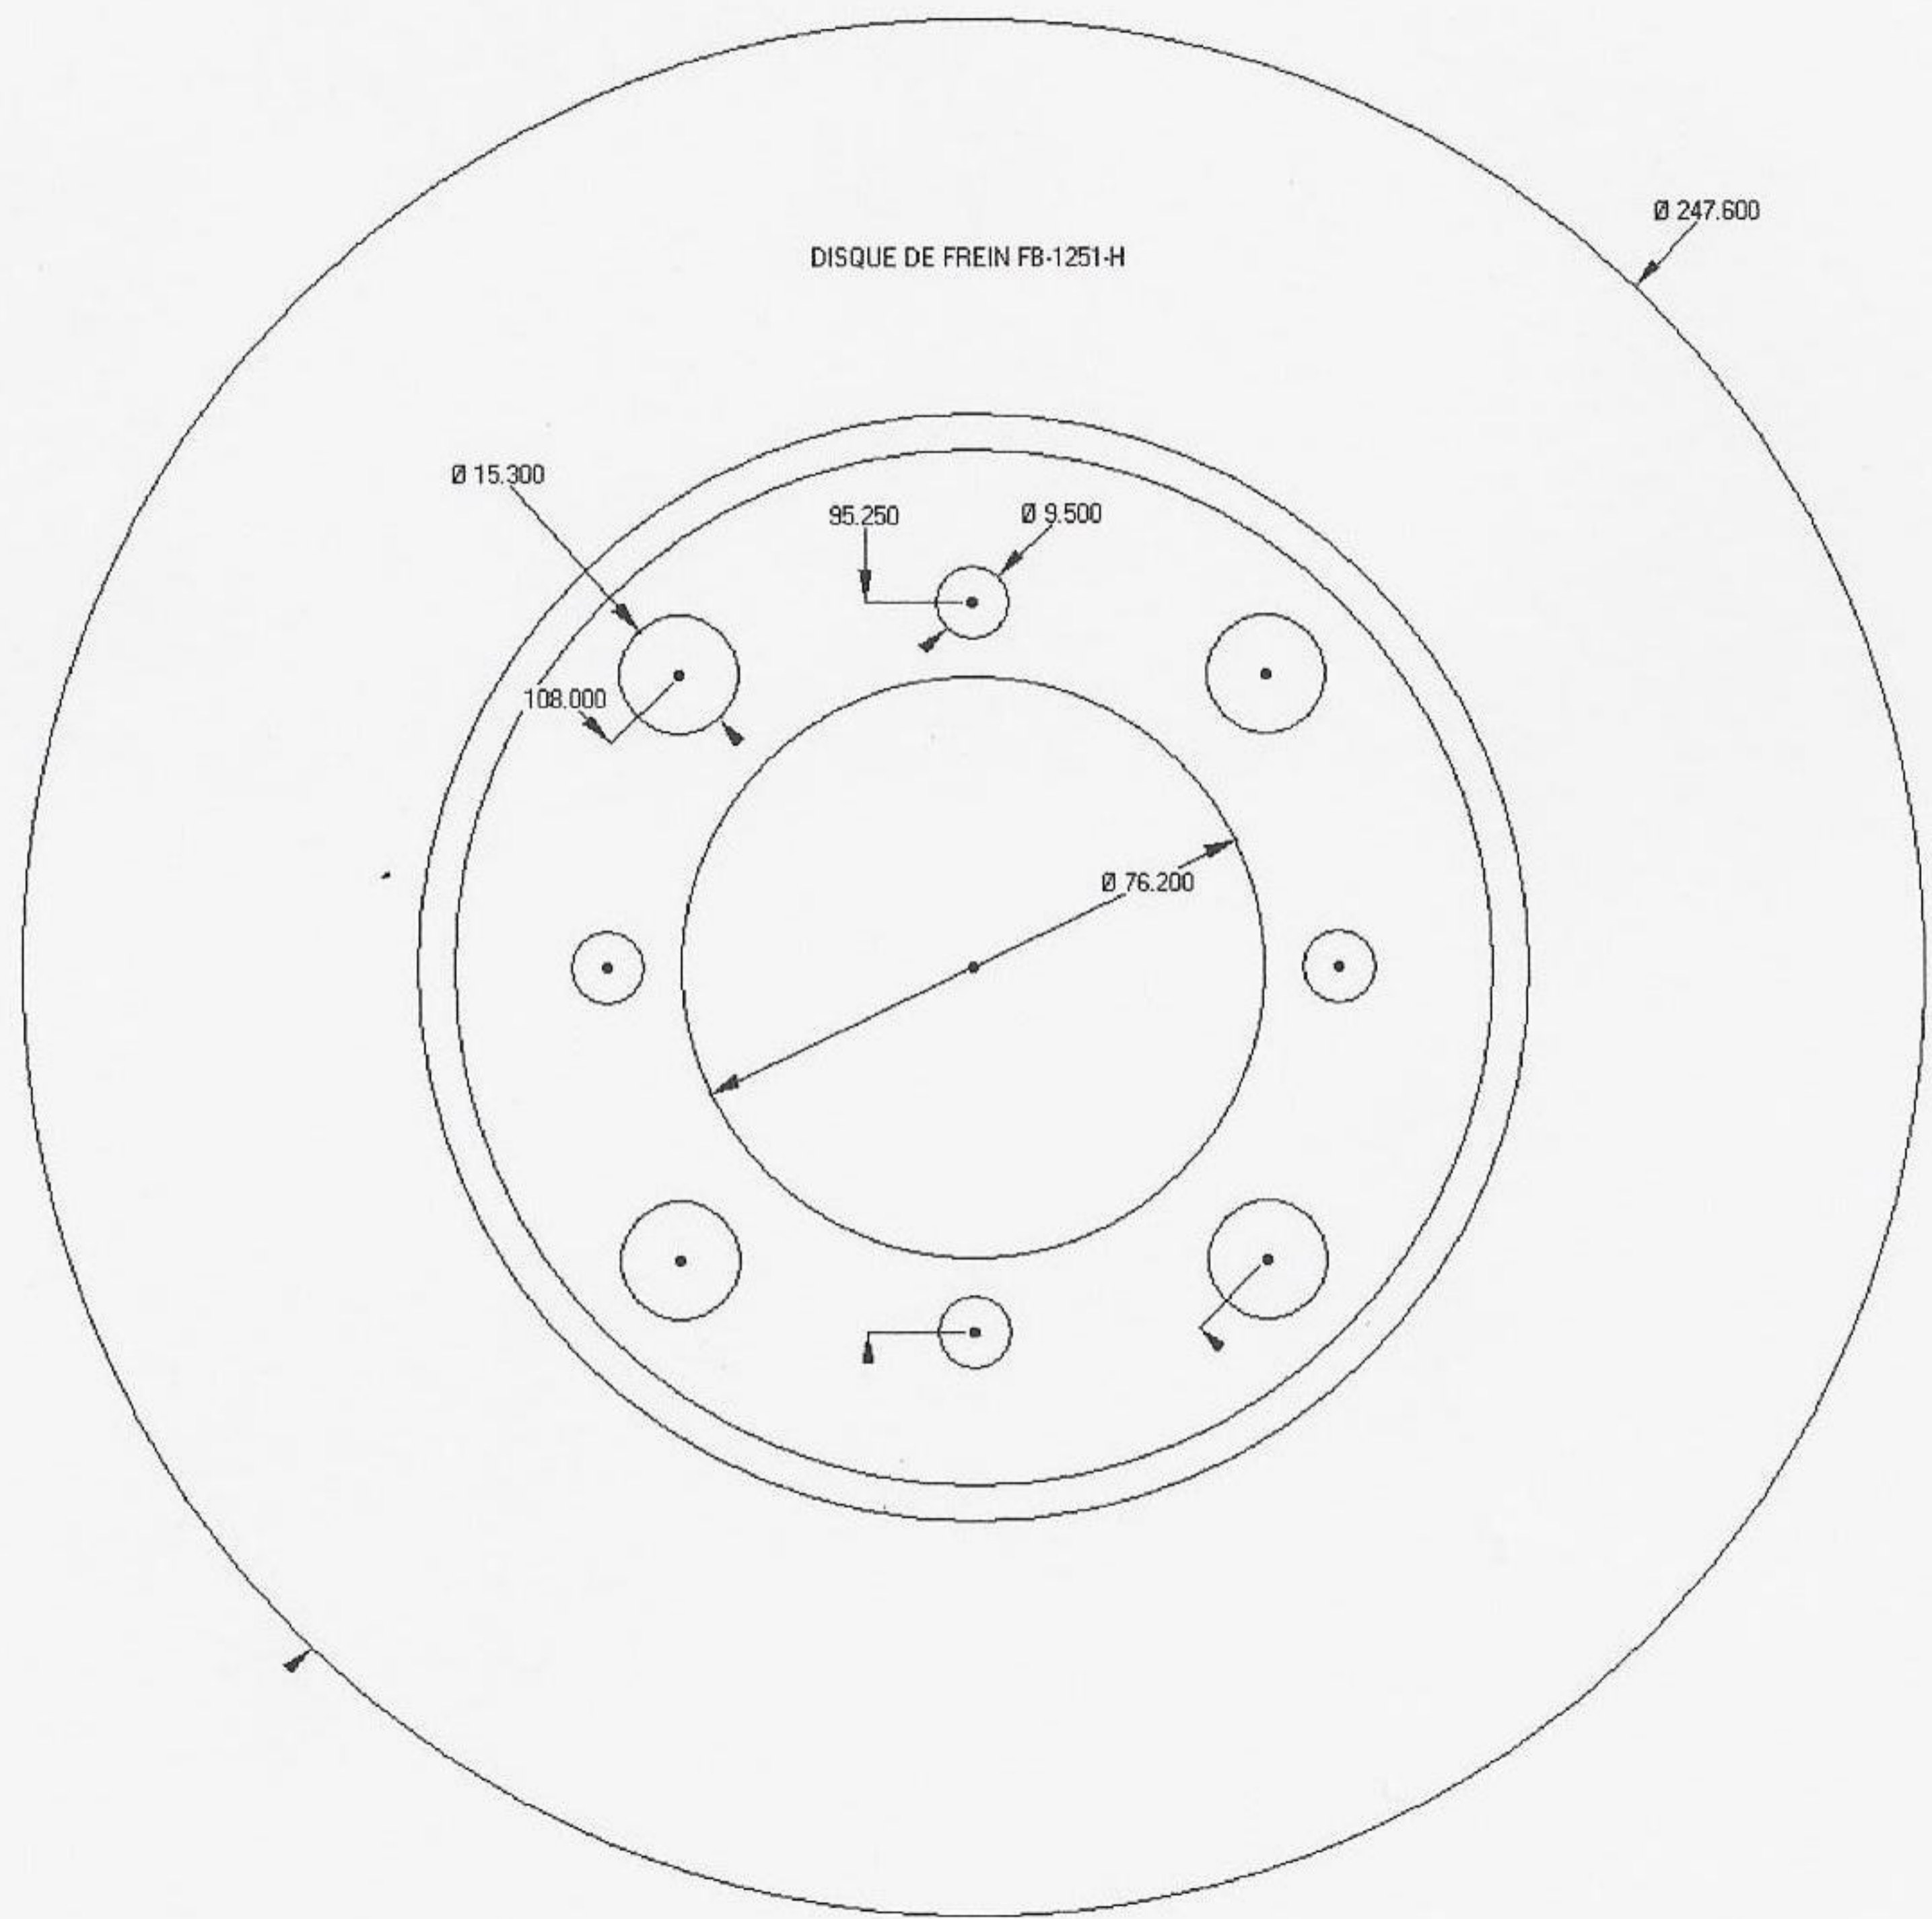 Ø 247.600
DISQUE DE FREIN FB-1251-H
Ø 15.300
95.250
Ø 9.500
108.000
Ø 76.200